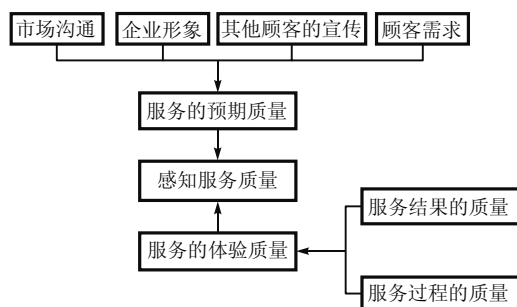 市场沟通
企业形象
其他顾客的宣传
顾客需求
服务的预期质量
感知服务质量
服务的体验质量
服务结果的质量
服务过程的质量